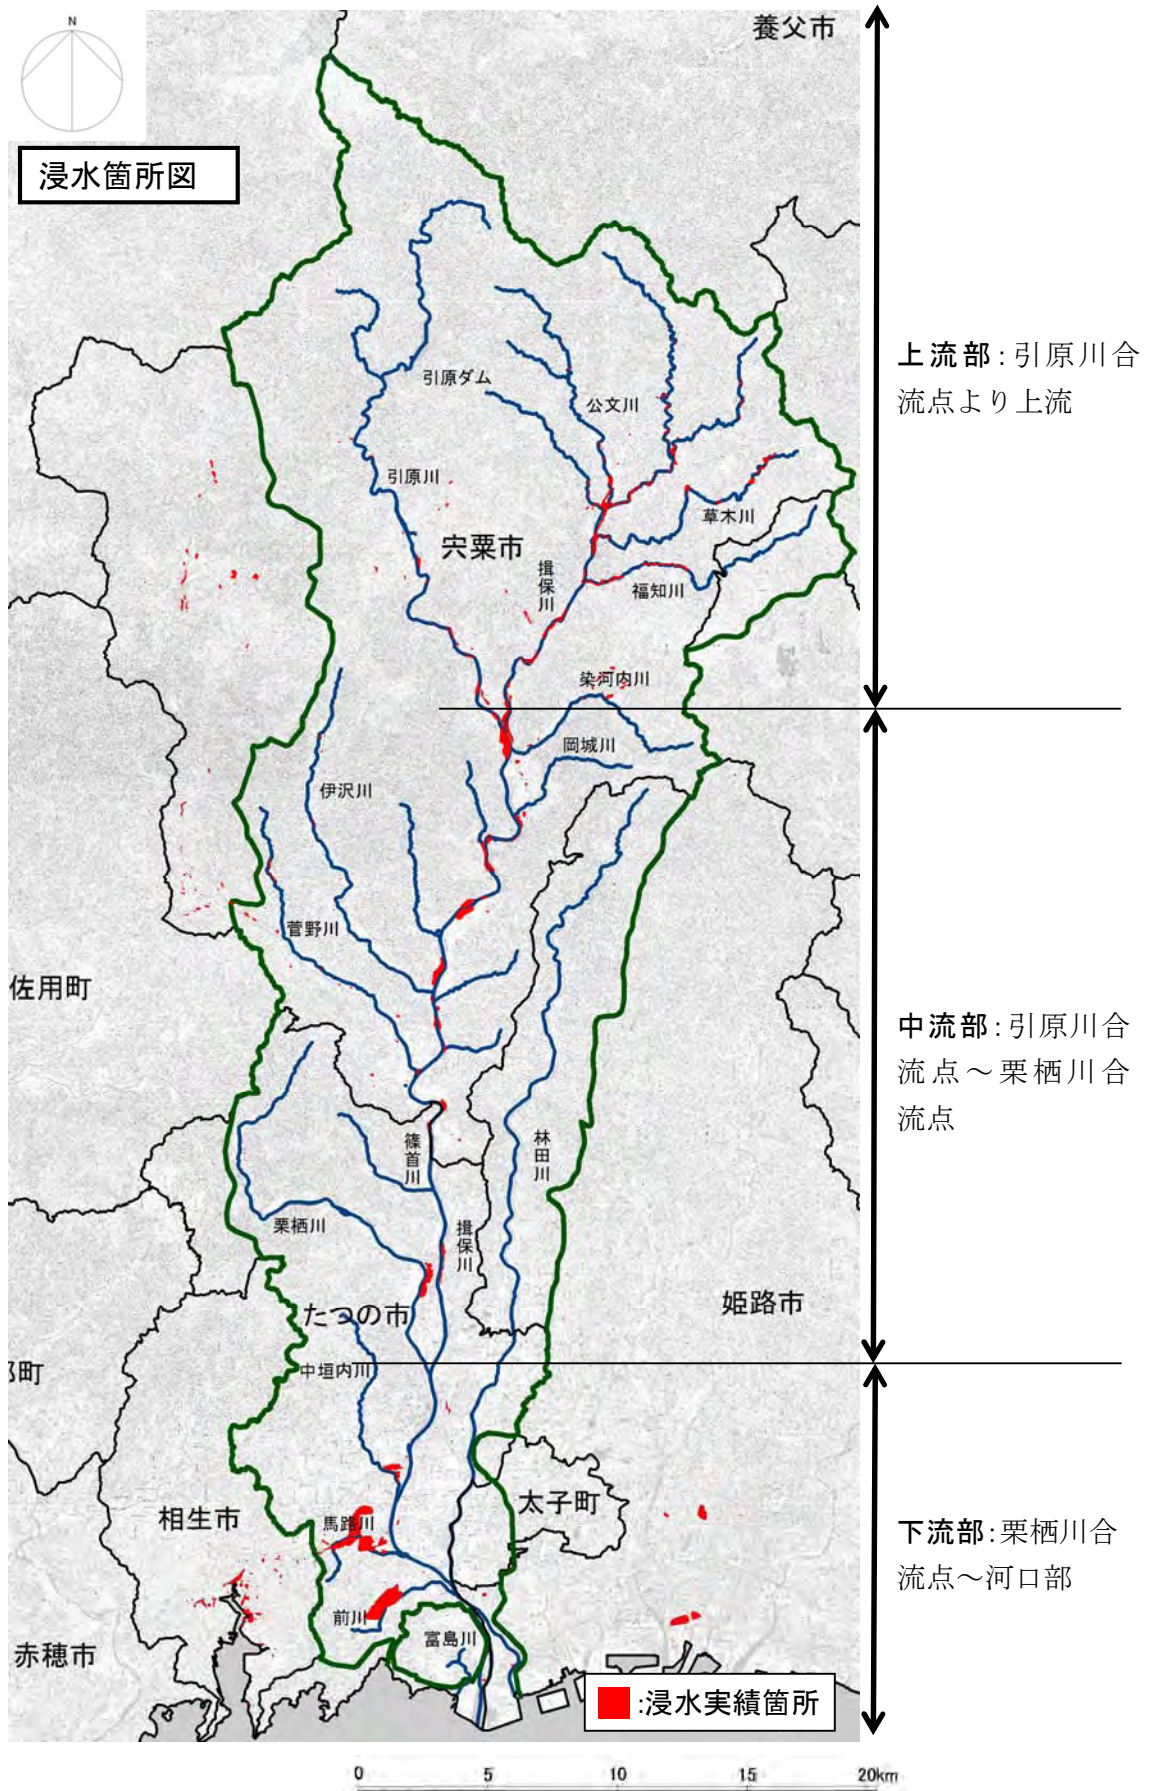 N
養父市
浸水箇所図
上流部：引原川合
流点より上流
引原ダム
公文川
引原川
草木川
宍粟市
揖保川
福知川
染河内川
岡城川
伊沢川
菅野川
佐用町
中流部：引原川合
流点～栗栖川合
流点
林田川
篠首川
栗栖川
揖保川
姫路市
たつの市
中垣内川
町
太子町
相生市
馬路川
下流部：栗栖川合
流点～河口部
前川
富島川
赤穂市
:浸水実績箇所
0 5 10 15 20km